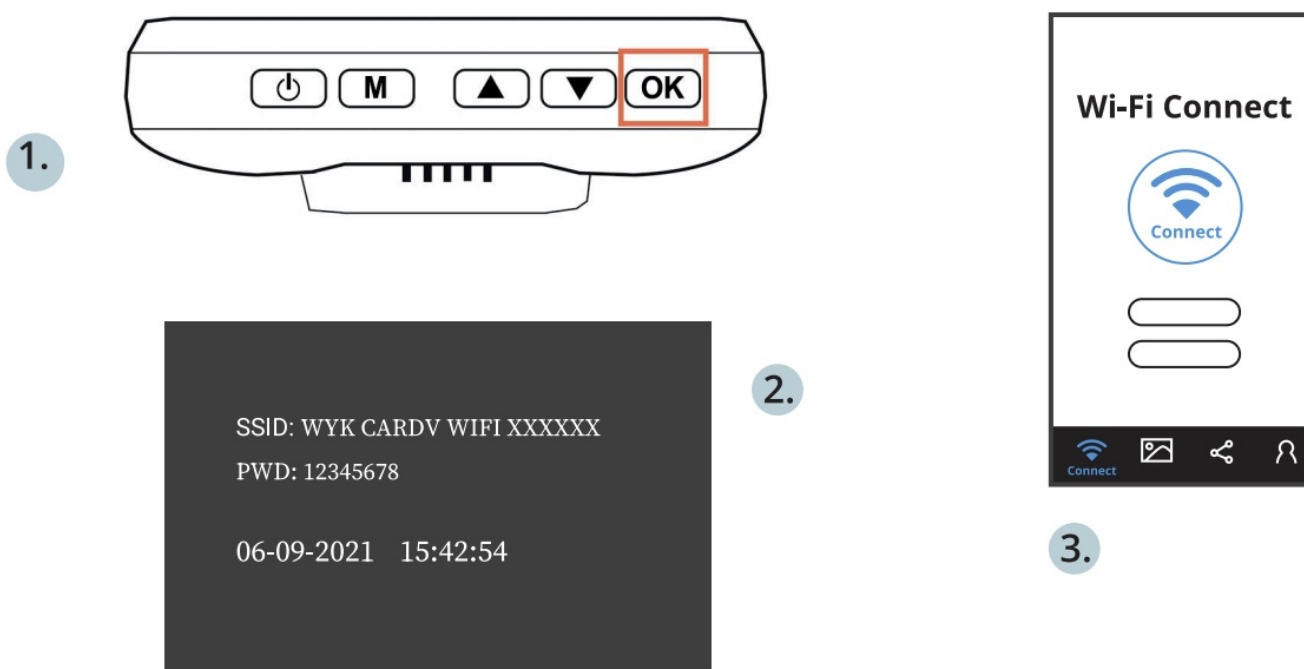 1.
M
OK
SSID: WYK CARDV WIFI XXXXXX
PWD: 12345678
06-09-2021 15:42:54
2.
Wi-Fi Connect
Connect
Connect
3.